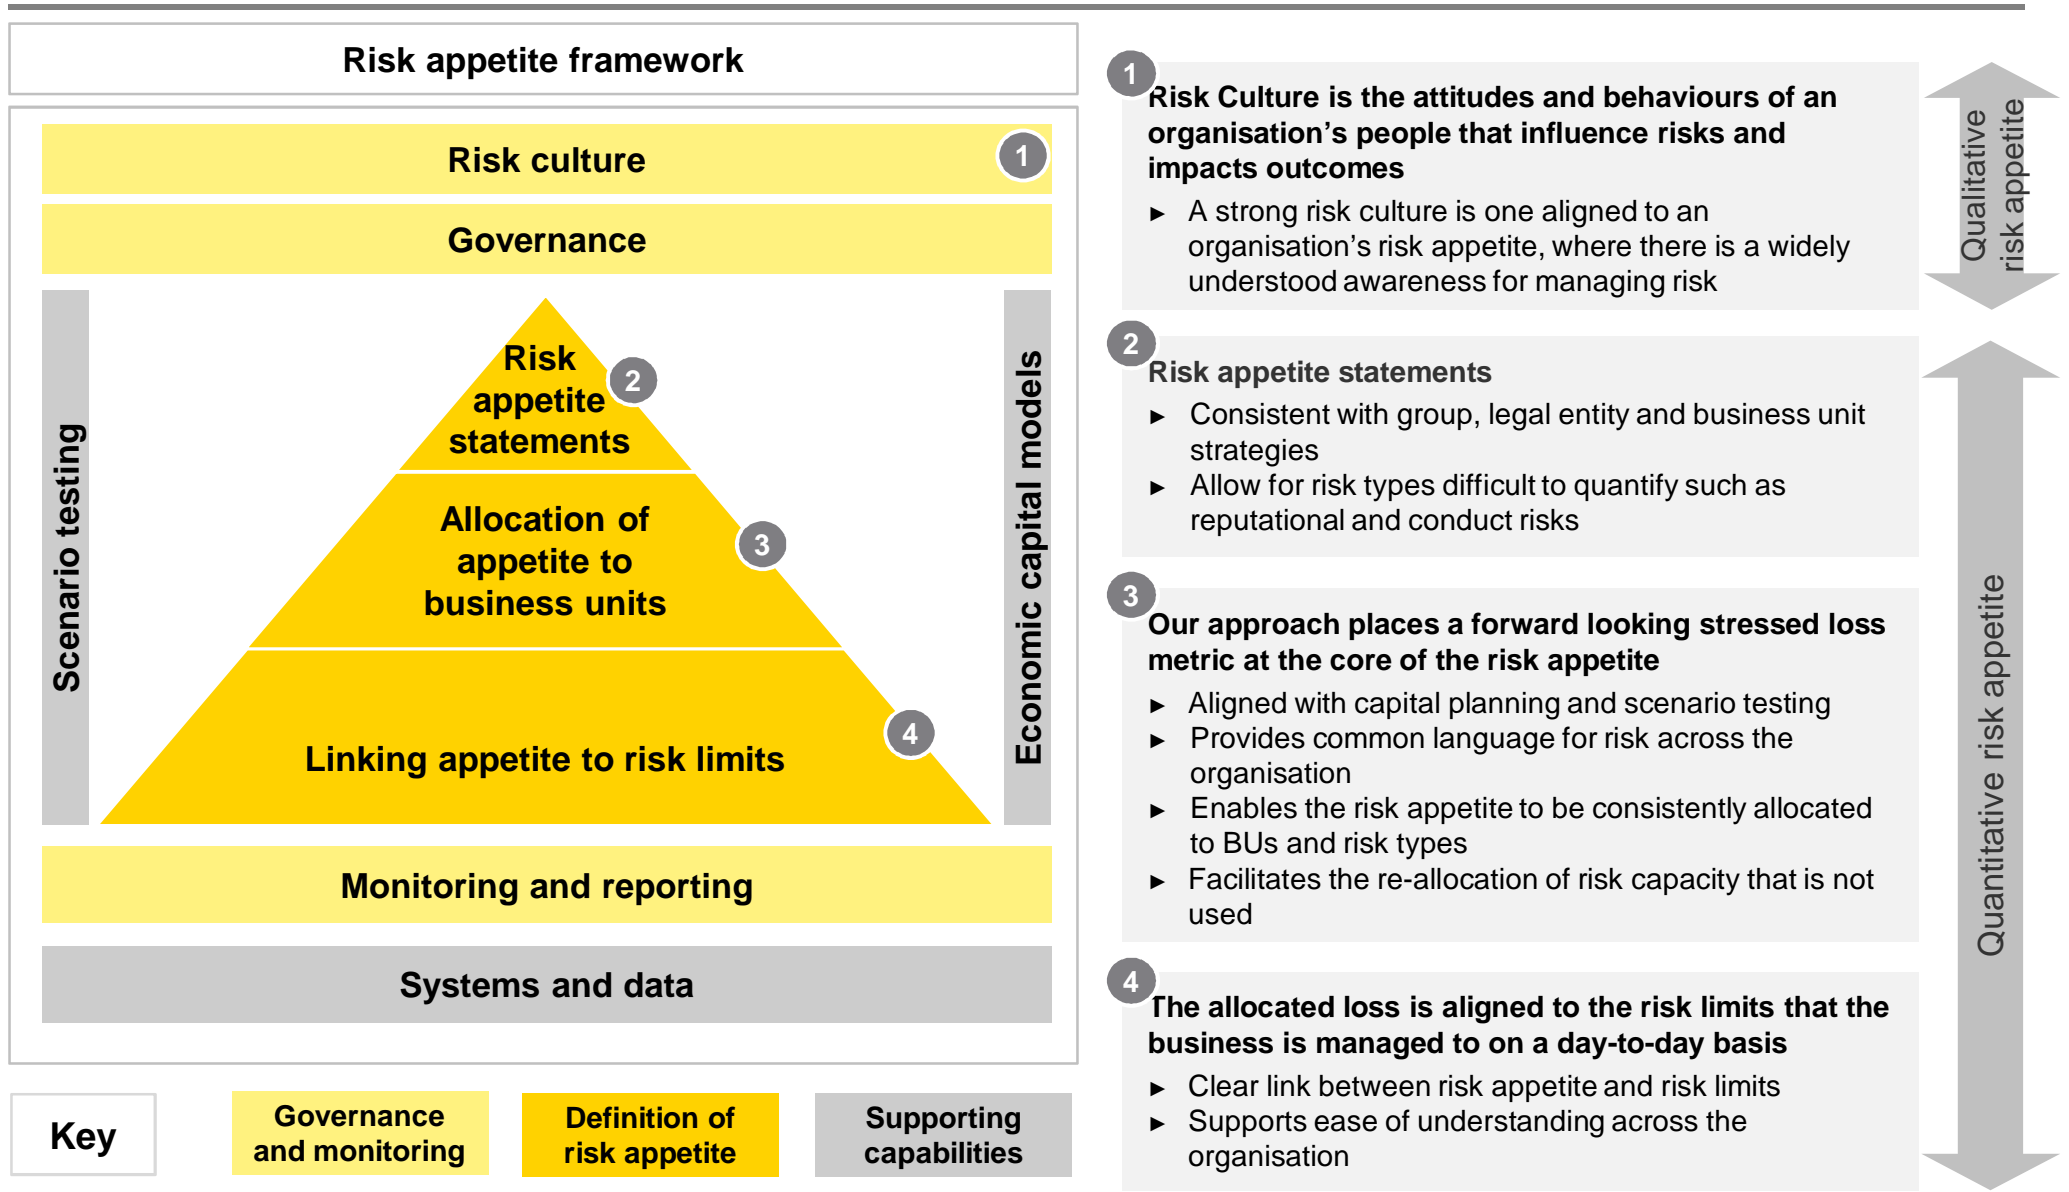 Risk appetite framework
Risk culture
1
Governance
Scenario testing
Risk
appetite
statements
2
Allocation of
appetite to
business units
3
Linking appetite to risk limits
4
Economic capital models
Monitoring and reporting
Systems and data
Key
Governance
and monitoring
Definition of
risk appetite
Supporting
capabilities
1
Risk Culture is the attitudes and behaviours of an
organisation’s people that influence risks and
impacts outcomes
► A strong risk culture is one aligned to an
organisation’s risk appetite, where there is a widely
understood awareness for managing risk
2
Risk appetite statements
► Consistent with group, legal entity and business unit
strategies
► Allow for risk types difficult to quantify such as
reputational and conduct risks
3
Our approach places a forward looking stressed loss
metric at the core of the risk appetite
► Aligned with capital planning and scenario testing
► Provides common language for risk across the
organisation
► Enables the risk appetite to be consistently allocated
to BUs and risk types
► Facilitates the re-allocation of risk capacity that is not
used
4
The allocated loss is aligned to the risk limits that the
business is managed to on a day-to-day basis
► Clear link between risk appetite and risk limits
► Supports ease of understanding across the
organisation
Qualitative
risk appetite
Quantitative risk appetite